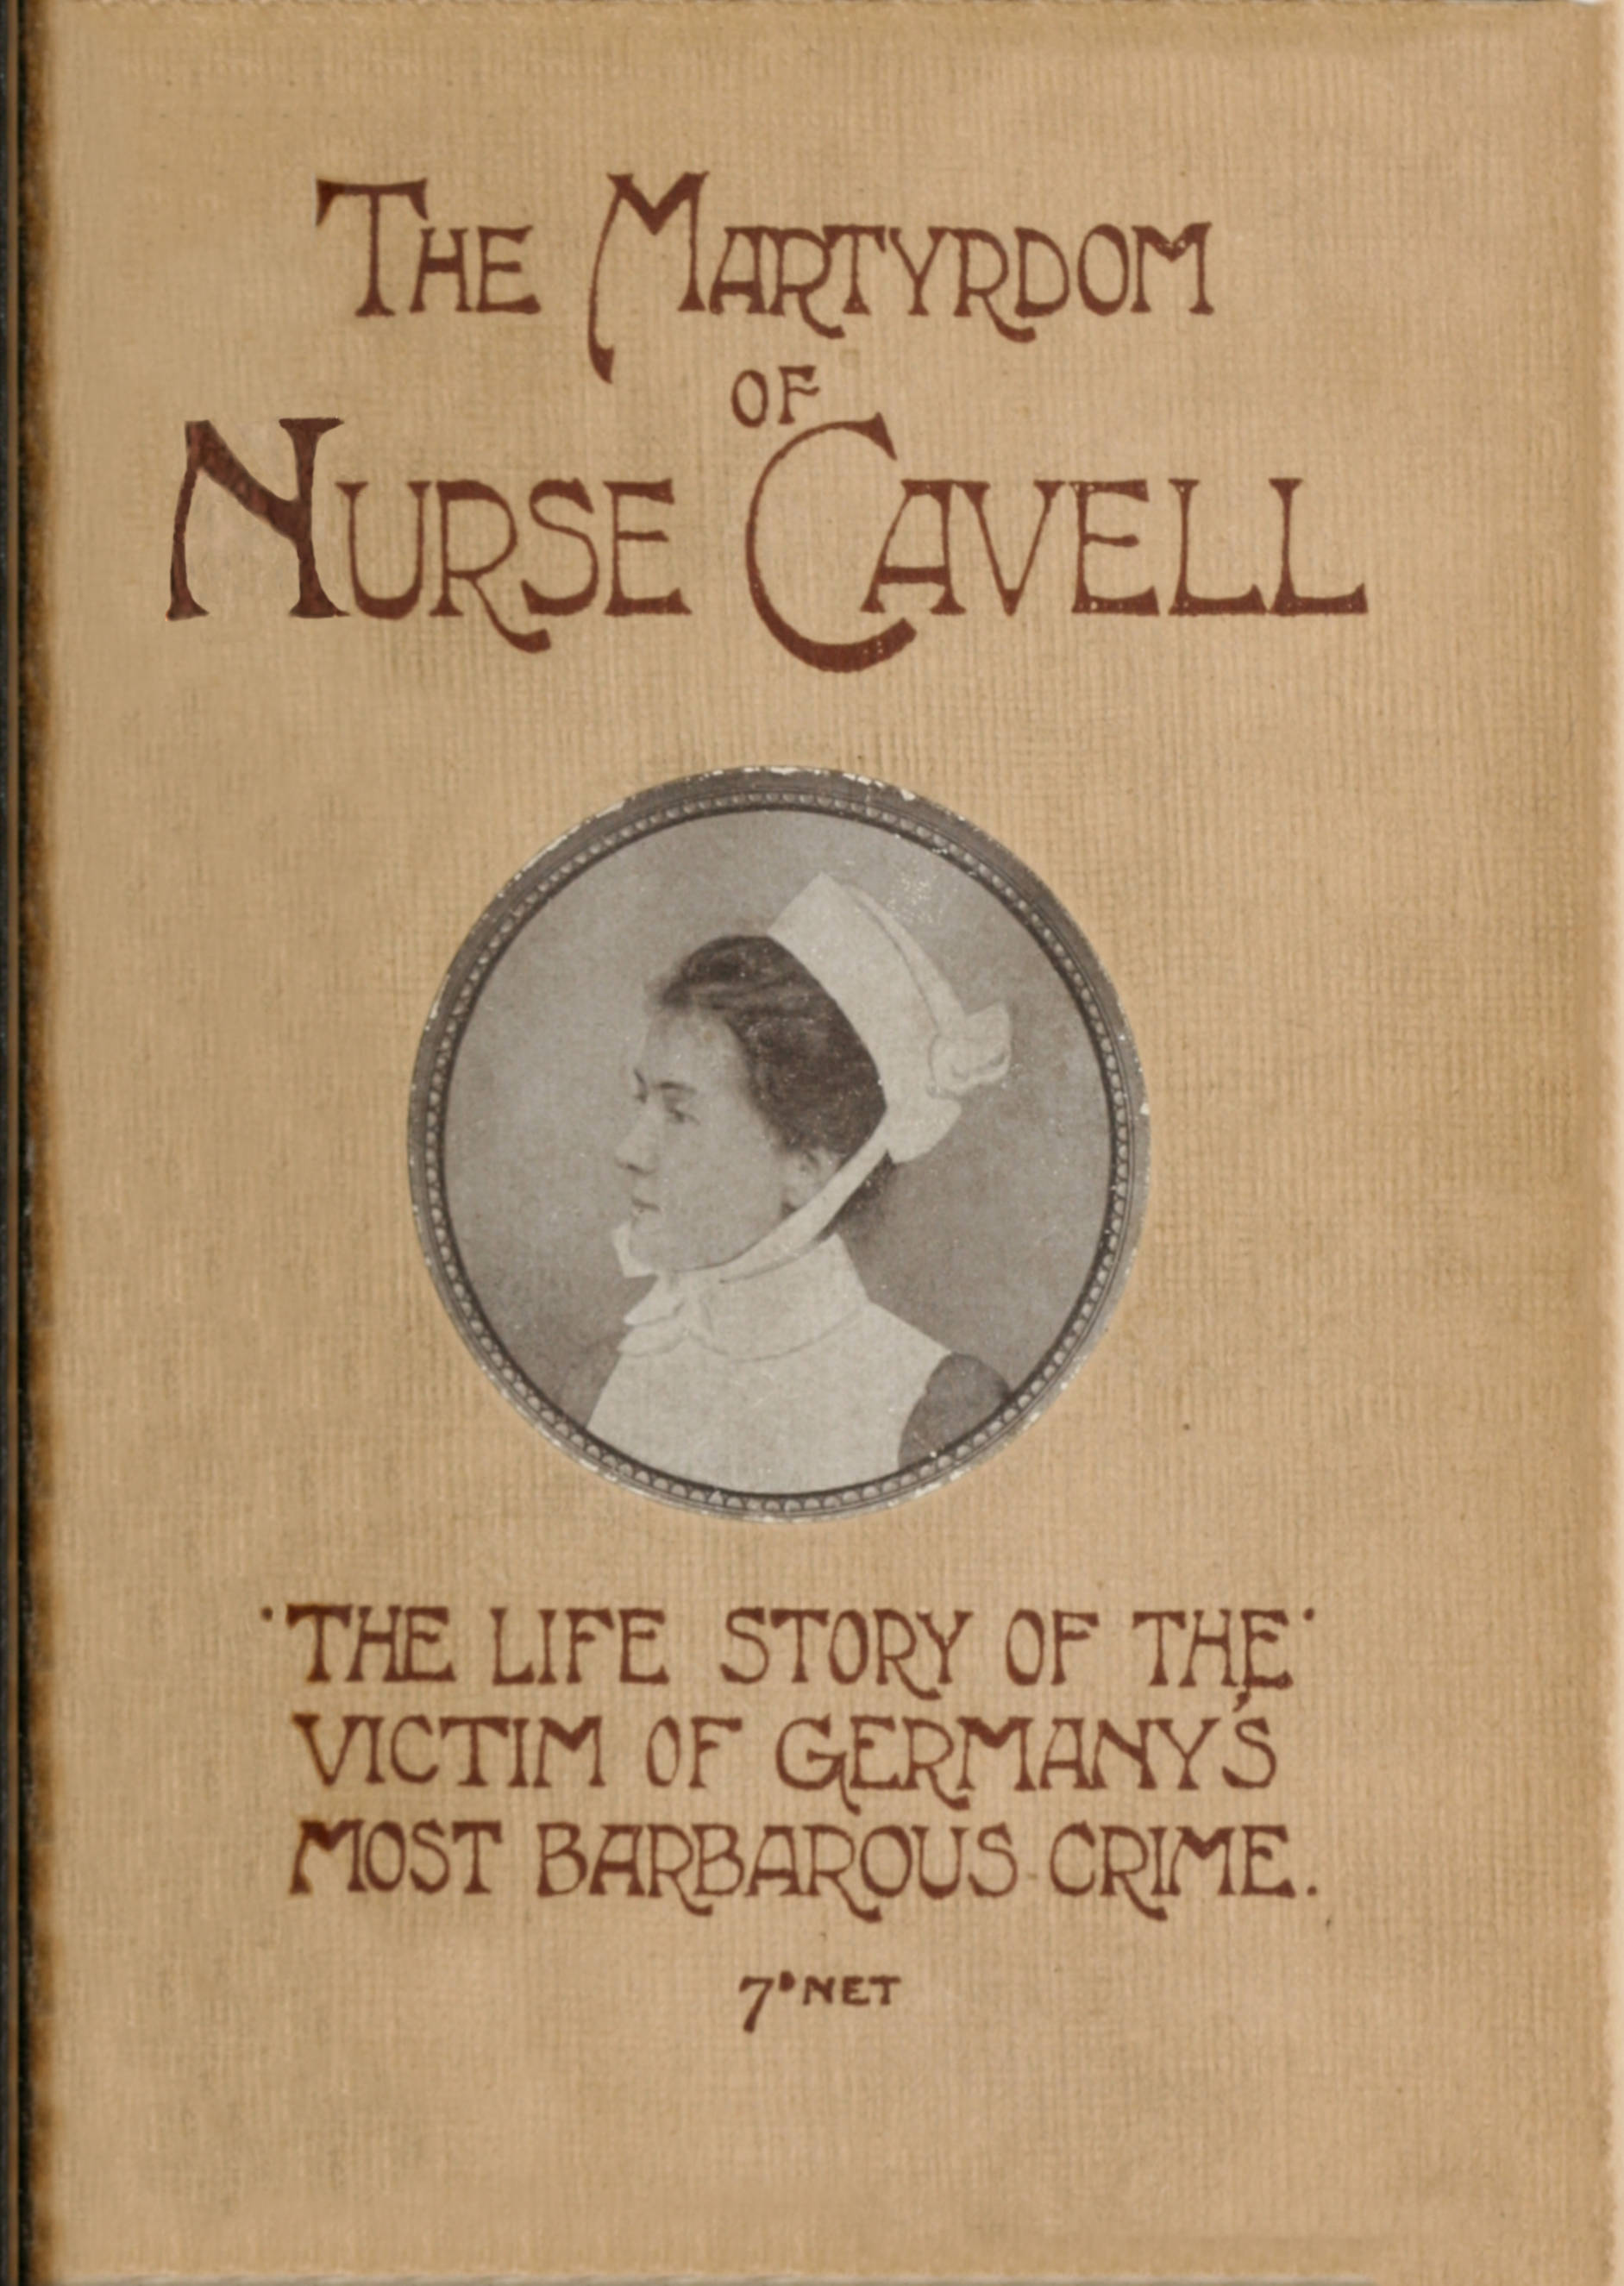 THE MARTYRDOM
OF
NURSE CAVELL
·THE LIFE STORY OF THE·
VICTIM OF GERMANY'S
MOST BARBAROUS CRIME.
7D NET